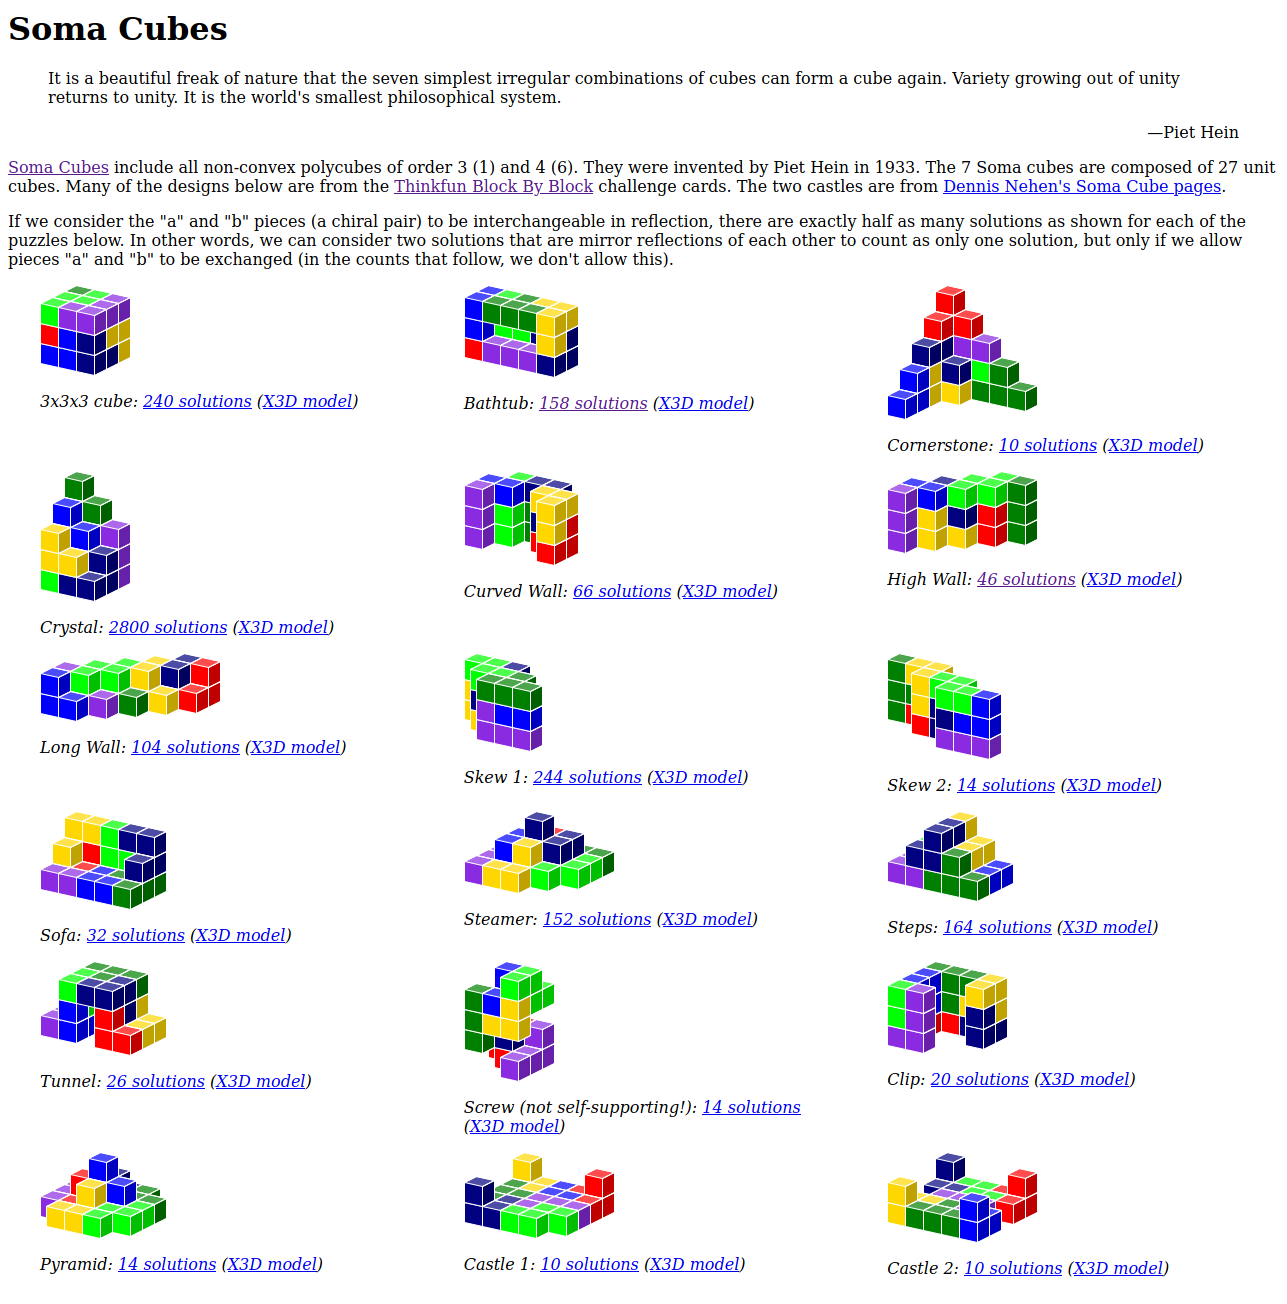 Soma Cubes
It is a beautiful freak of nature that the seven simplest irregular combinations of cubes can form a cube again. Variety growing out of unity
returns to unity. It is the world's smallest philosophical system.
—Piet Hein
Soma Cubes include all non-convex polycubes of order 3 (1) and 4 (6). They were invented by Piet Hein in 1933. The 7 Soma cubes are composed of 27 unit
cubes. Many of the designs below are from the Thinkfun Block By Block challenge cards. The two castles are from Dennis Nehen's Soma Cube pages.
If we consider the "a" and "b" pieces (a chiral pair) to be interchangeable in reflection, there are exactly half as many solutions as shown for each of the
puzzles below. In other words, we can consider two solutions that are mirror reflections of each other to count as only one solution, but only if we allow
pieces "a" and "b" to be exchanged (in the counts that follow, we don't allow this).
3x3x3 cube: 240 solutions (X3D model)
Bathtub: 158 solutions (X3D model)
Cornerstone: 10 solutions (X3D model)
Crystal: 2800 solutions (X3D model)
Curved Wall: 66 solutions (X3D model)
High Wall: 46 solutions (X3D model)
Long Wall: 104 solutions (X3D model)
Skew 1: 244 solutions (X3D model)
Skew 2: 14 solutions (X3D model)
Sofa: 32 solutions (X3D model)
Steamer: 152 solutions (X3D model)
Steps: 164 solutions (X3D model)
Tunnel: 26 solutions (X3D model)
Screw (not self-supporting!): 14 solutions
(X3D model)
Clip: 20 solutions (X3D model)
Pyramid: 14 solutions (X3D model)
Castle 1: 10 solutions (X3D model)
Castle 2: 10 solutions (X3D model)